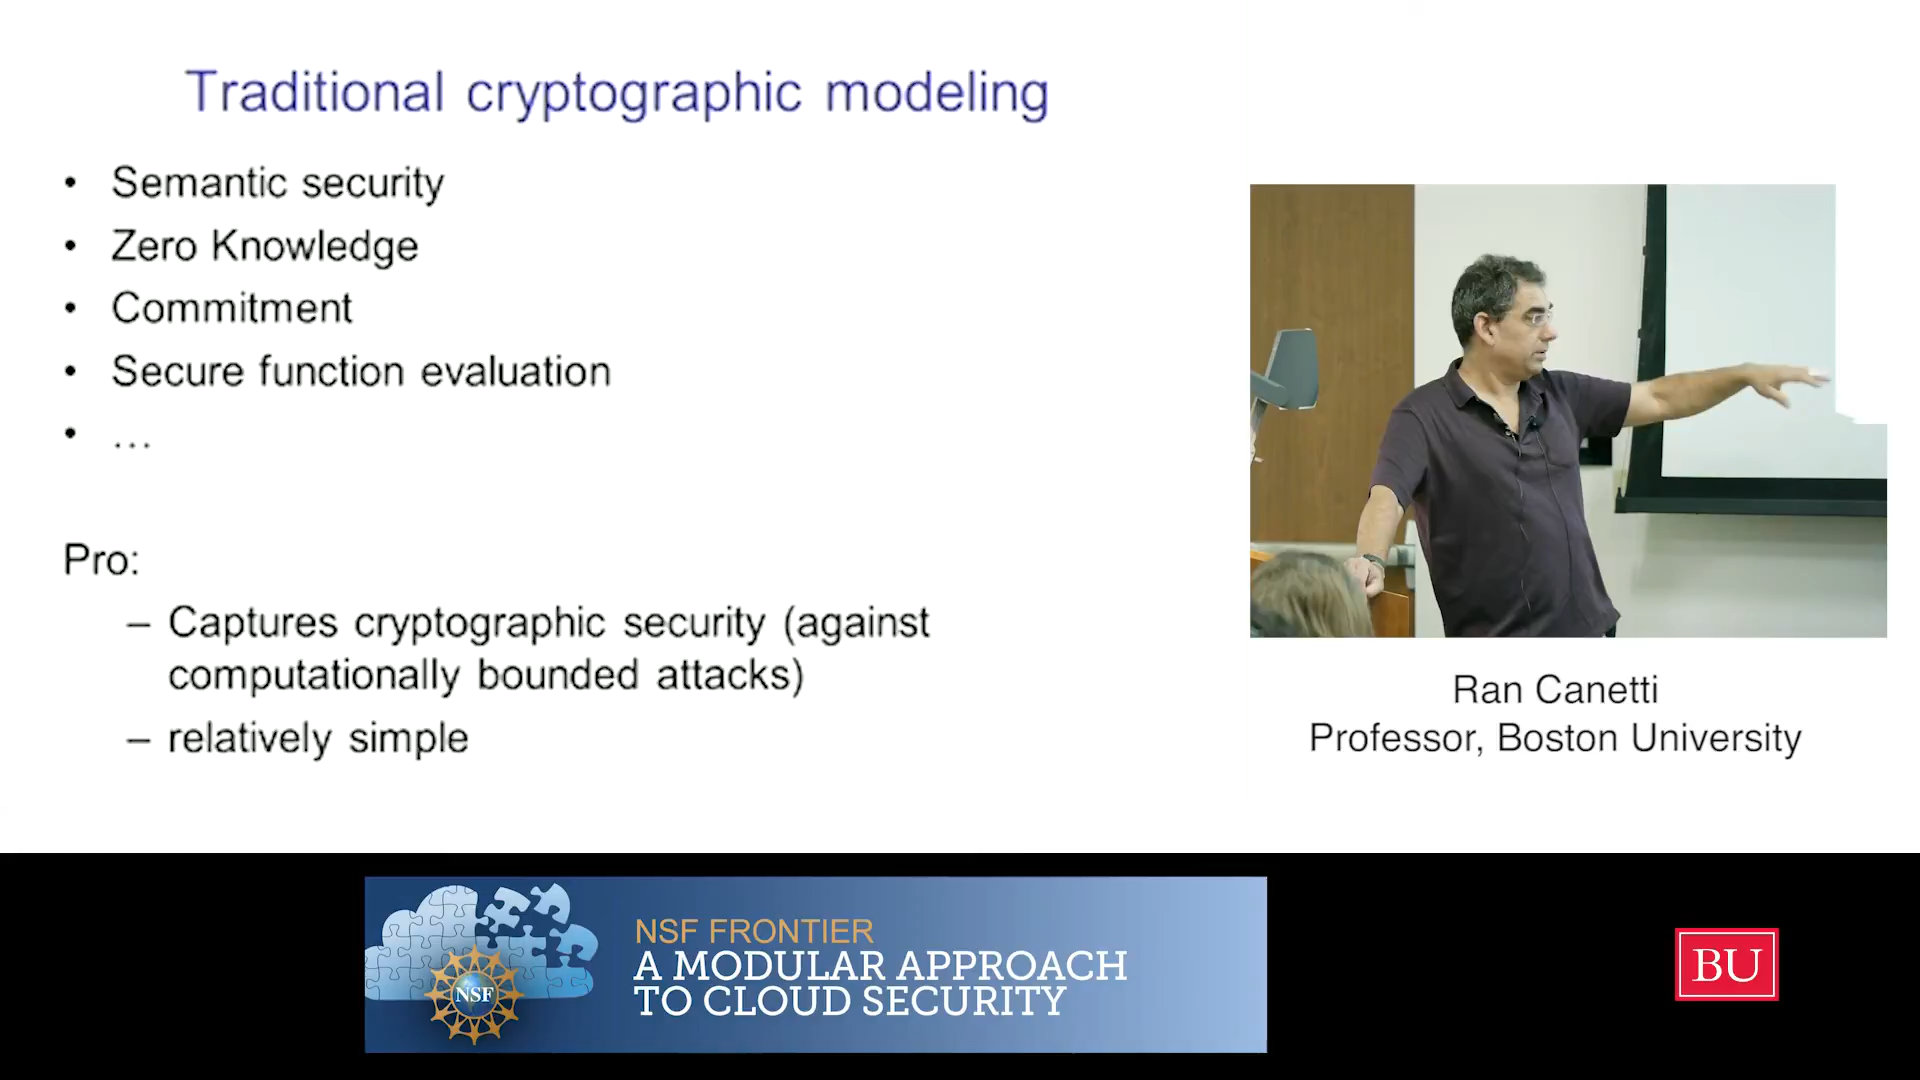 Traditional cryptographic modeling
• Semantic security
• Zero Knowledge
• Commitment
• Secure function evaluation
• …
Pro:
– Captures cryptographic security (against
computationally bounded attacks)
– relatively simple
Ran Canetti
Professor, Boston University
NSF FRONTIER
A MODULAR APPROACH
TO CLOUD SECURITY
NSF
BU